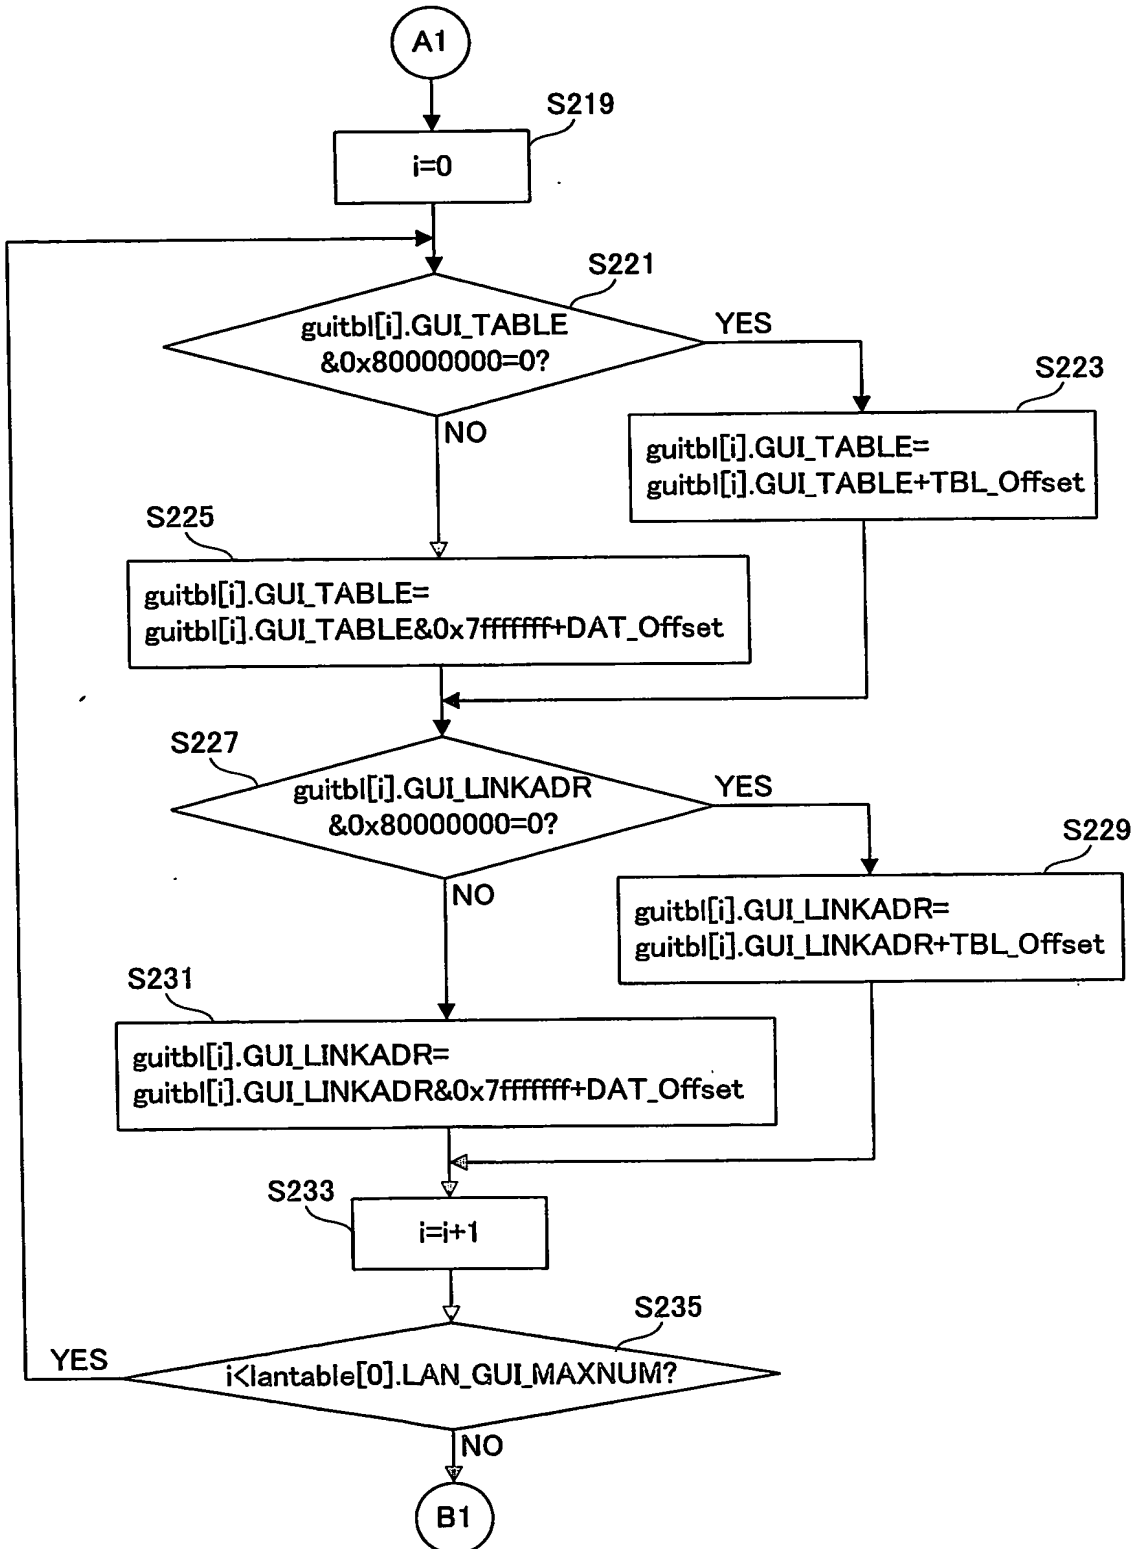 A1
S219
i=0
S221
guitbl[i].GUI_TABLE
&0x80000000=0?
YES
NO
S223
guitbl[i].GUI_TABLE=
guitbl[i].GUI_TABLE+TBL_Offset
S225
guitbl[i].GUI_TABLE=
guitbl[i].GUI_TABLE&0x7fffffff+DAT_Offset
S227
guitbl[i].GUI_LINKADR
&0x80000000=0?
YES
NO
S229
guitbl[i].GUI_LINKADR=
guitbl[i].GUI_LINKADR+TBL_Offset
S231
guitbl[i].GUI_LINKADR=
guitbl[i].GUI_LINKADR&0x7fffffff+DAT_Offset
S233
i=i+1
S235
i<lantable[0].LAN_GUI_MAXNUM?
YES
NO
B1